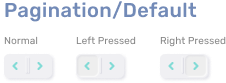 Pagination/Default
Normal
Left Pressed
Right Pressed